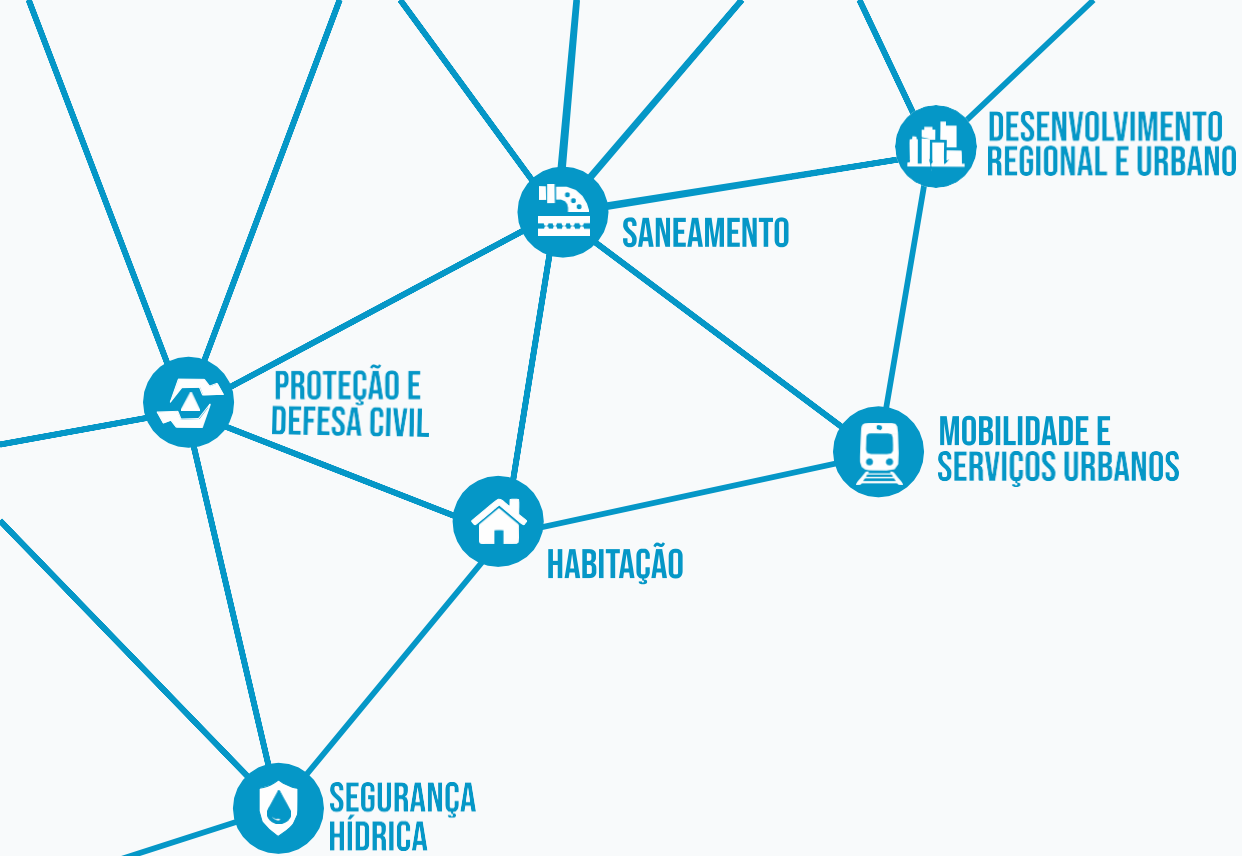 DESENVOLVIMENTO
REGIONAL E URBANO
SANEAMENTO
PROTEÇÃO E
DEFESA CIVIL
MOBILIDADE E
SERVIÇOS URBANOS
HABITAÇÃO
SEGURANÇA
HÍDRICA